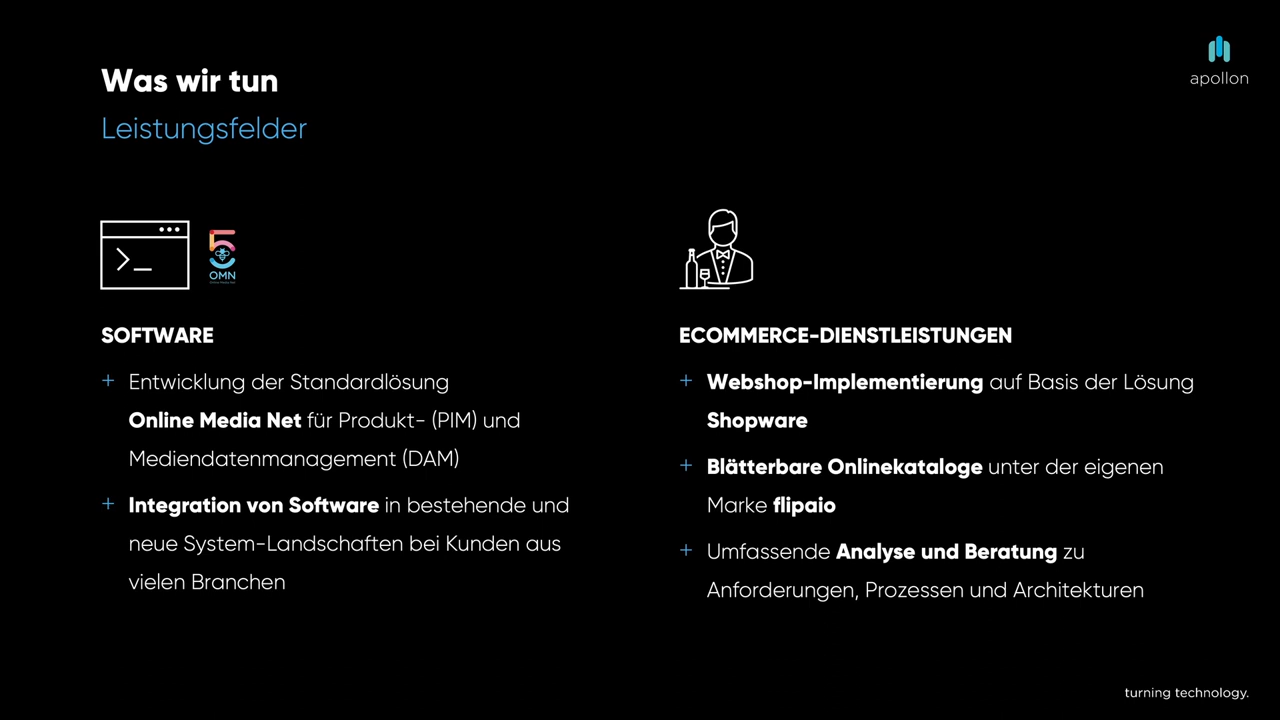 Was wir tun
Leistungsfelder
apollon
OMN
SOFTWARE
+ Entwicklung der Standardlösung
Online Media Net für Produkt- (PIM) und
Mediendatenmanagement (DAM)
+ Integration von Software in bestehende und
neue System-Landschaften bei Kunden aus
vielen Branchen
ECOMMERCE-DIENSTLEISTUNGEN
+ Webshop-Implementierung auf Basis der Lösung
Shopware
+ Blätterbare Onlinekataloge unter der eigenen
Marke flipaio
+ Umfassende Analyse und Beratung zu
Anforderungen, Prozessen und Architekturen
turning technology.